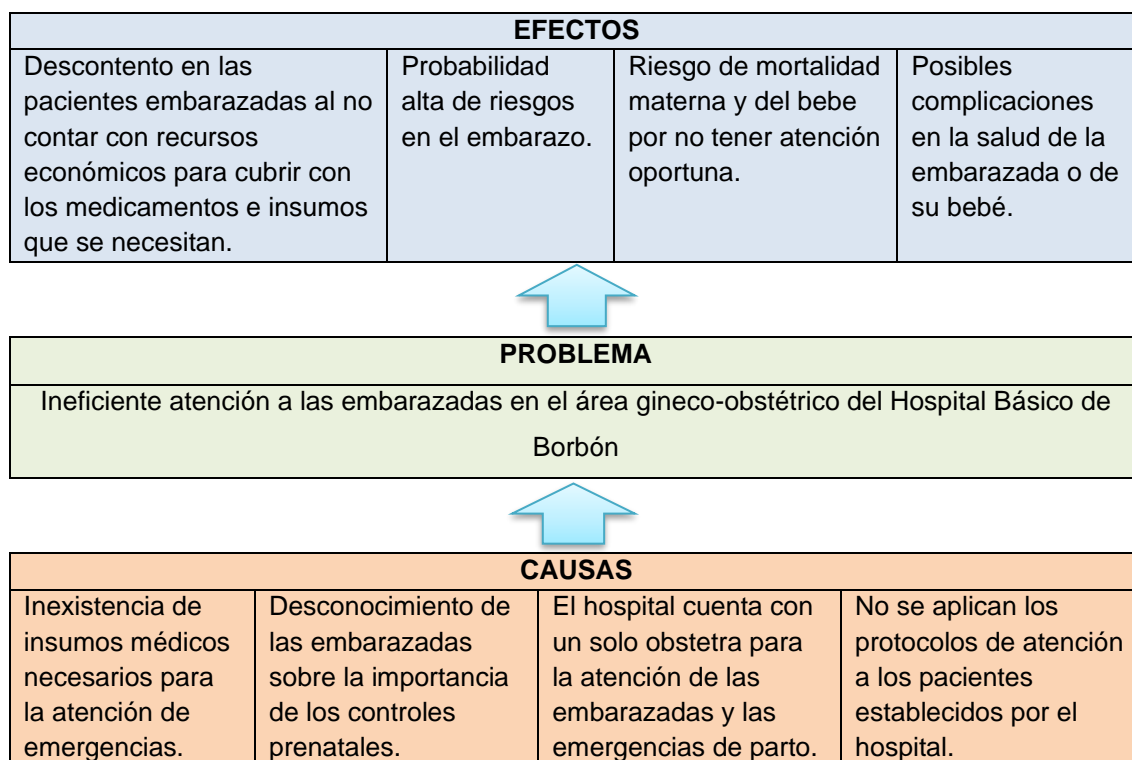 EFECTOS
Descontento en las
pacientes embarazadas al no
contar con recursos
económicos para cubrir con
los medicamentos e insumos
que se necesitan.
Probabilidad
alta de riesgos
en el embarazo.
Riesgo de mortalidad
materna y del bebe
por no tener atención
oportuna.
Posibles
complicaciones
en la salud de la
embarazada o de
su bebé.
PROBLEMA
Ineficiente atención a las embarazadas en el área gineco-obstétrico del Hospital Básico de
Borbón
CAUSAS
Inexistencia de
insumos médicos
necesarios para
la atención de
emergencias.
Desconocimiento de
las embarazadas
sobre la importancia
de los controles
prenatales.
El hospital cuenta con
un solo obstetra para
la atención de las
embarazadas y las
emergencias de parto.
No se aplican los
protocolos de atención
a los pacientes
establecidos por el
hospital.